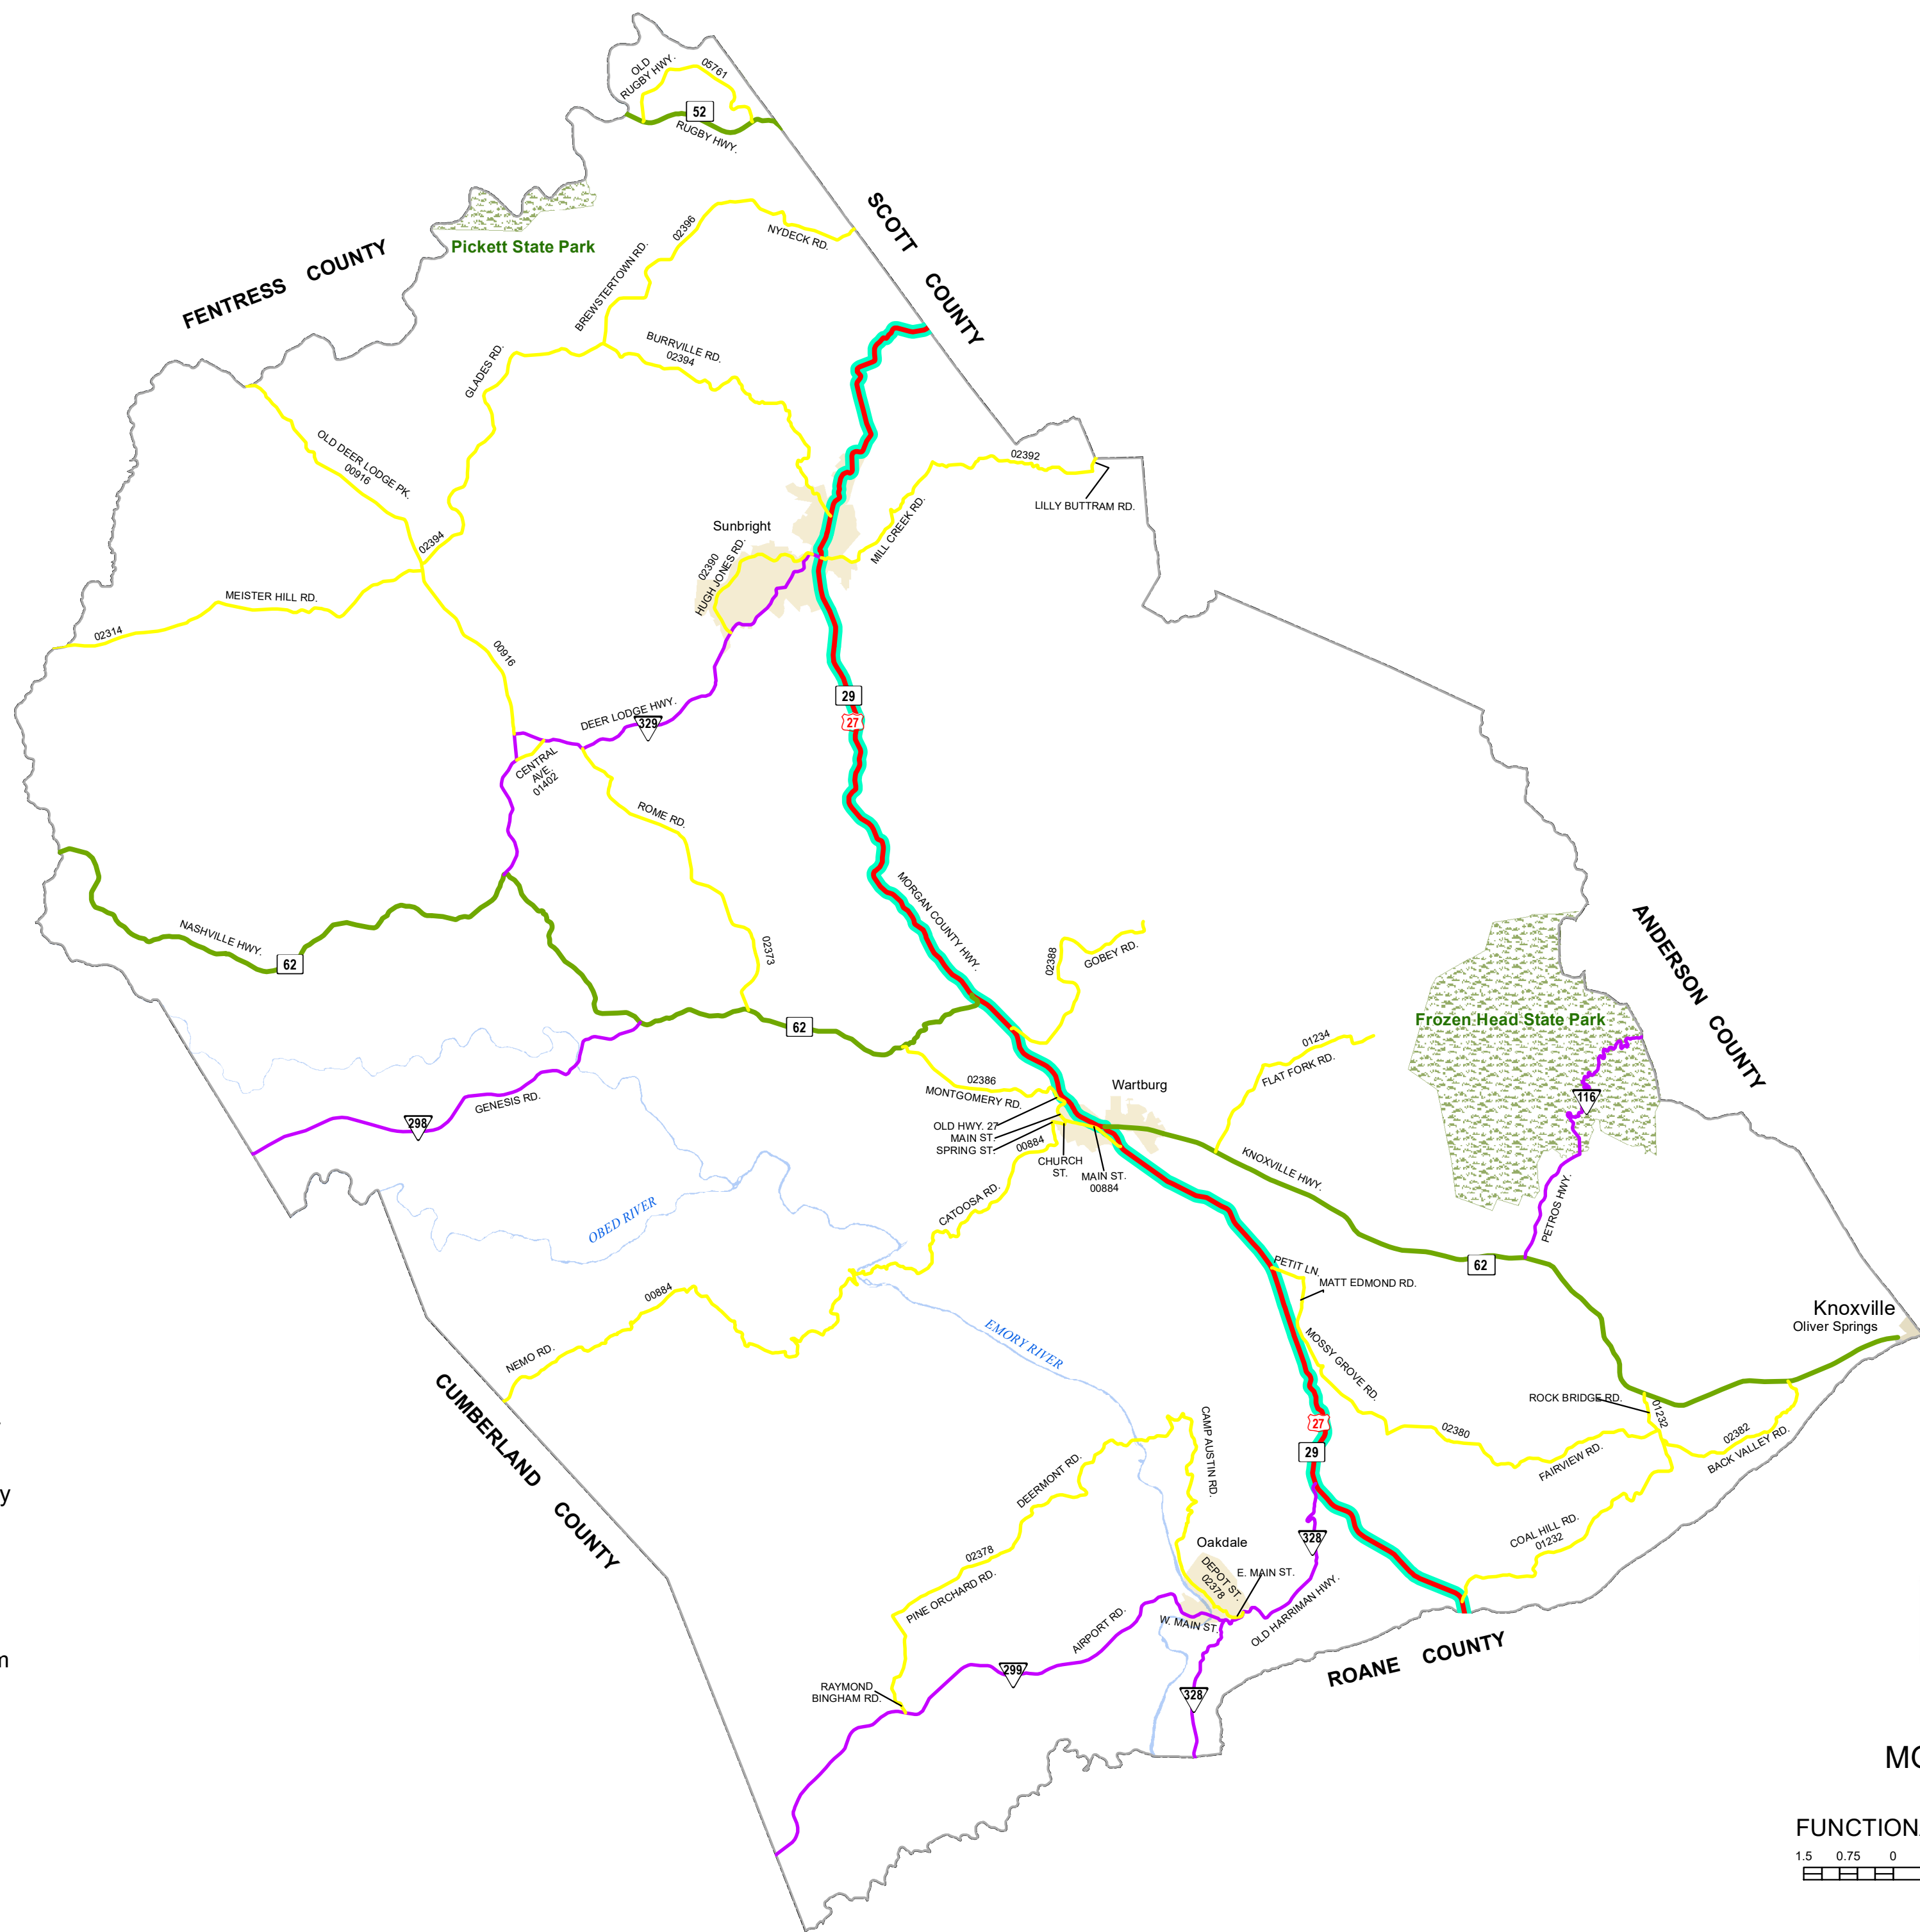 OLD
RUGBY HWY.
05761
52
RUGBY HWY.
SCOTT COUNTY
Pickett State Park
FENTRESS COUNTY
BREWSTERTOWN RD.
02396
NYDECK RD.
GLADES RD.
BURRVILLE RD.
02394
OLD DEER LODGE PK.
00916
02394
02392
LILLY BUTTRAM RD.
MILL CREEK RD.
Sunbright
02390
HUGH JONES RD.
MEISTER HILL RD.
02314
00916
29
27
DEER LODGE HWY.
329
CENTRAL
AVE.
01402
ROME RD.
02373
MORGAN COUNTY HWY.
NASHVILLE HWY.
62
62
02388
GOBEY RD.
ANDERSON COUNTY
Frozen Head State Park
01234
FLAT FORK RD.
116
PETROS HWY.
02386
MONTGOMERY RD.
Wartburg
OLD HWY. 27
MAIN ST.
SPRING ST.
00884
CHURCH
ST.
MAIN ST.
00884
KNOXVILLE HWY.
GENESIS RD.
298
OBED RIVER
CATOOSA RD.
62
PETIT LN.
MATT EDMOND RD.
00884
NEMO RD.
EMORY RIVER
MOSSY GROVE RD.
Knoxville
Oliver Springs
ROCK BRIDGE RD.
01232
02382
BACK VALLEY RD.
CUMBERLAND COUNTY
27
29
02380
FAIRVIEW RD.
CAMP AUSTIN RD.
DEERMONT RD.
y
COAL HILL RD.
01232
328
Oakdale
DEPOT ST.
02378
E. MAIN ST.
02378
PINE ORCHARD RD.
AIRPORT RD.
W. MAIN ST.
OLD HARRIMAN HWY.
299
328
RAYMOND
BINGHAM RD.
ROANE COUNTY
MO
FUNCTIONA
1.5 0.75 0